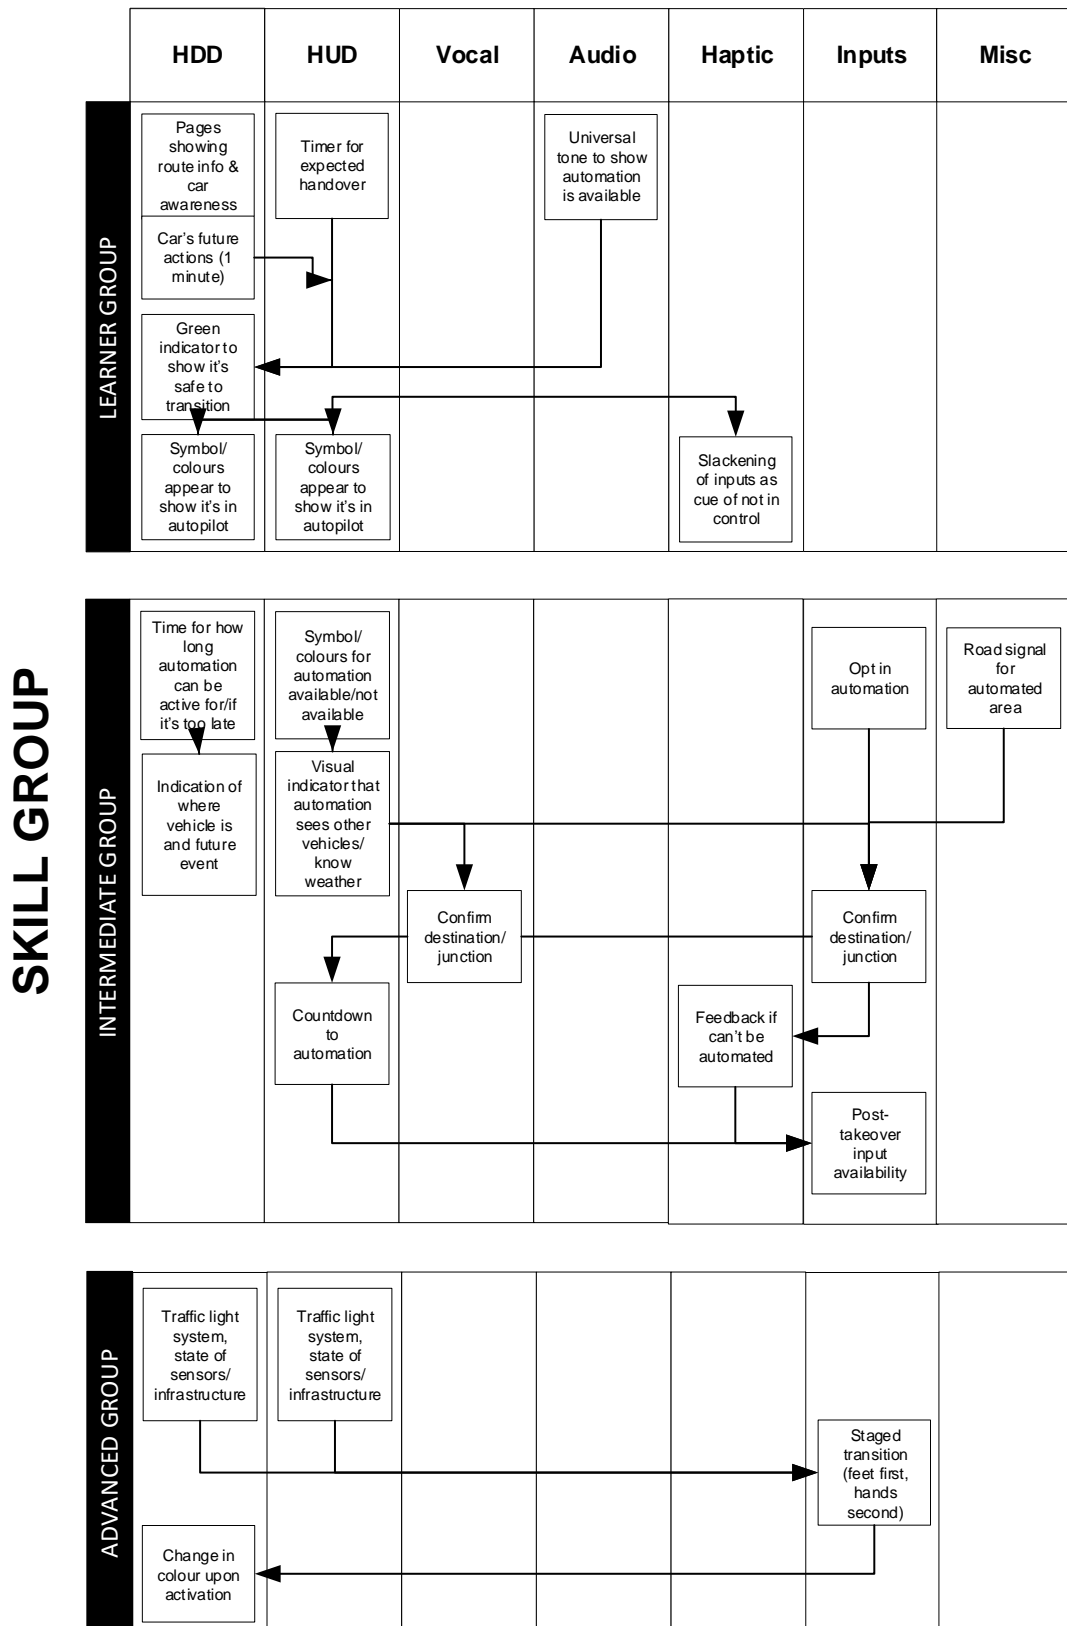 HDD
HUD
Vocal
Audio
Haptic
Inputs
Misc
SKILL GROUP
LEARNER GROUP
Pages
showing
route info &
car
awareness
Timer for
expected
handover
Universal
tone to show
automation
is available
Car's future
actions (1
minute)
Green
indicator to
show it's
safe to
transition
Symbol/
colours
appear to
show it's in
autopilot
Symbol/
colours
appear to
show it's in
autopilot
Slackening
of inputs as
cue of not in
control
INTERMEDIATE GROUP
Time for how
long
automation
can be
active for/if
it's too late
Symbol/
colours for
automation
available/not
available
Opt in
automation
Road signal
for
automated
area
Indication of
where
vehicle is
and future
event
Visual
indicator that
automation
sees other
vehicles/
know
weather
Confirm
destination/
junction
Confirm
destination/
junction
Countdown
to
automation
Feedback if
can't be
automated
Post-
takeover
input
availability
ADVANCED GROUP
Traffic light
system,
state of
sensors/
infrastructure
Traffic light
system,
state of
sensors/
infrastructure
Staged
transition
(feet first,
hands
second)
Change in
colour upon
activation